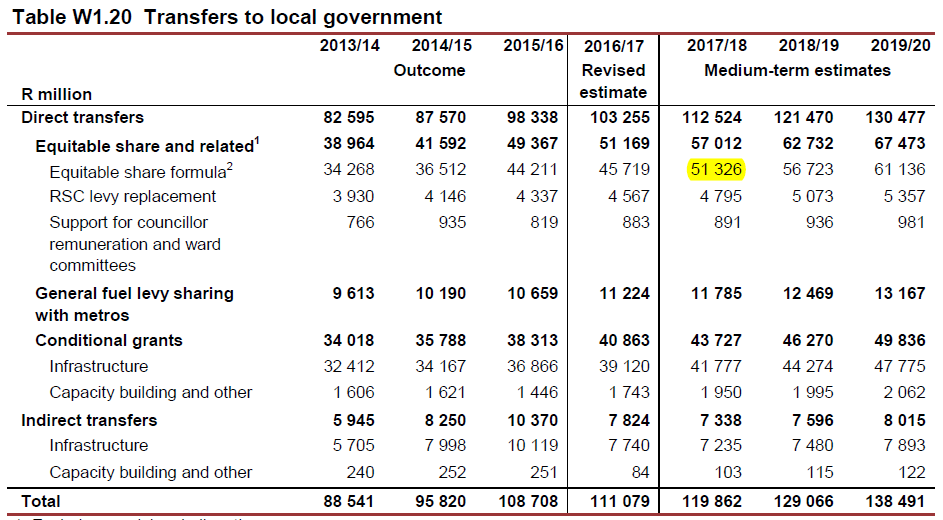 Table W1.20 Transfers to local government
2013/14 2014/15 2015/16 2016/17 2017/18 2018/19 2019/20
Outcome Revised Medium-term estimates
R million estimate
Direct transfers 82 595 87 570 98 338 103 255 112 524 121 470 130 477
Equitable share and related1 38 964 41 592 49 367 51 169 57 012 62 732 67 473
Equitable share formula2 34 268 36 512 44 211 45 719 51 326 56 723 61 136
RSC levy replacement 3 930 4 146 4 337 4 567 4 795 5 073 5 357
Support for councillor 766 935 819 883 891 936 981
remuneration and ward
committees
General fuel levy sharing 9 613 10 190 10 659 11 224 11 785 12 469 13 167
with metros
Conditional grants 34 018 35 788 38 313 40 863 43 727 46 270 49 836
Infrastructure 32 412 34 167 36 866 39 120 41 777 44 274 47 775
Capacity building and other 1 606 1 621 1 446 1 743 1 950 1 995 2 062
Indirect transfers 5 945 8 250 10 370 7 824 7 338 7 596 8 015
Infrastructure 5 705 7 998 10 119 7 740 7 235 7 480 7 893
Capacity building and other 240 252 251 84 103 115 122
Total 88 541 95 820 108 708 111 079 119 862 129 066 138 491